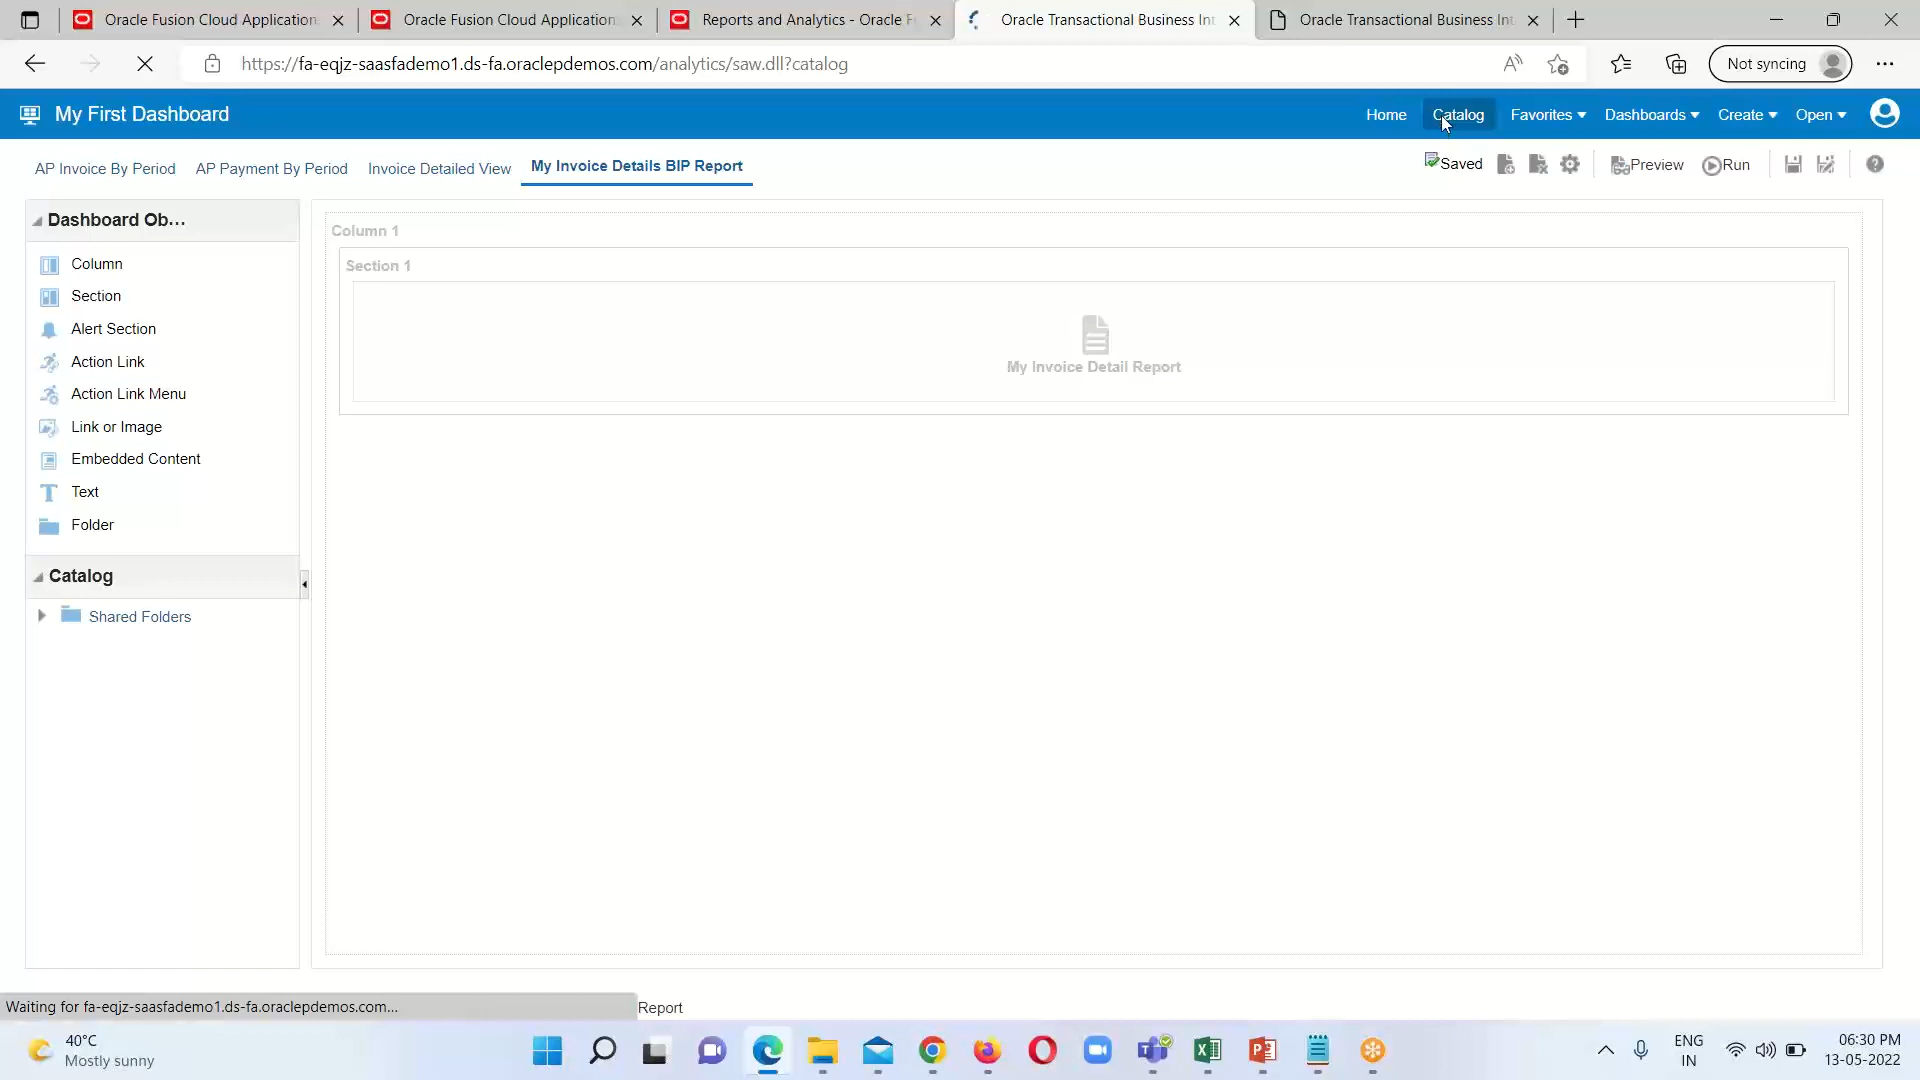 Oracle Fusion Cloud Application
Oracle Fusion Cloud Application
Reports and Analytics - Oracle F
Oracle Transactional Business Int
Oracle Transactional Business Int
https://fa-eqjz-saasfademo1.ds-fa.oraclepdemos.com/analytics/saw.dll?catalog
Not syncing
My First Dashboard
Home
Catalog
Favorites
Dashboards
Create
Open
AP Invoice By Period
AP Payment By Period
Invoice Detailed View
My Invoice Details BIP Report
Saved
Preview
Run
Dashboard Ob...
Column
Section
Alert Section
Action Link
Action Link Menu
Link or Image
Embedded Content
Text
Folder
Catalog
Shared Folders
Column 1
Section 1
My Invoice Detail Report
Waiting for fa-eqjz-saasfademo1.ds-fa.oraclepdemos.com...
Report
40°C
Mostly sunny
ENG
IN
06:30 PM
13-05-2022